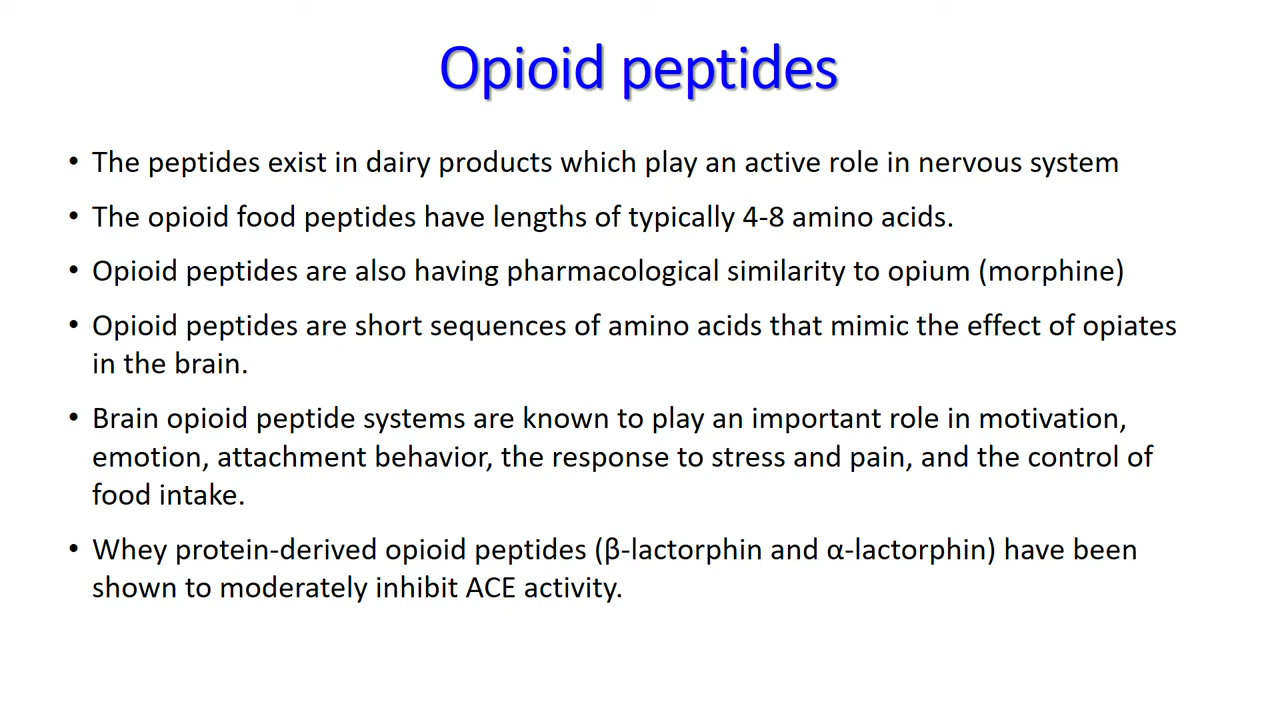 Opioid peptides
• The peptides exist in dairy products which play an active role in nervous system
• The opioid food peptides have lengths of typically 4-8 amino acids.
• Opioid peptides are also having pharmacological similarity to opium (morphine)
• Opioid peptides are short sequences of amino acids that mimic the effect of opiates
in the brain.
• Brain opioid peptide systems are known to play an important role in motivation,
emotion, attachment behavior, the response to stress and pain, and the control of
food intake.
• Whey protein-derived opioid peptides (β-lactorphin and α-lactorphin) have been
shown to moderately inhibit ACE activity.